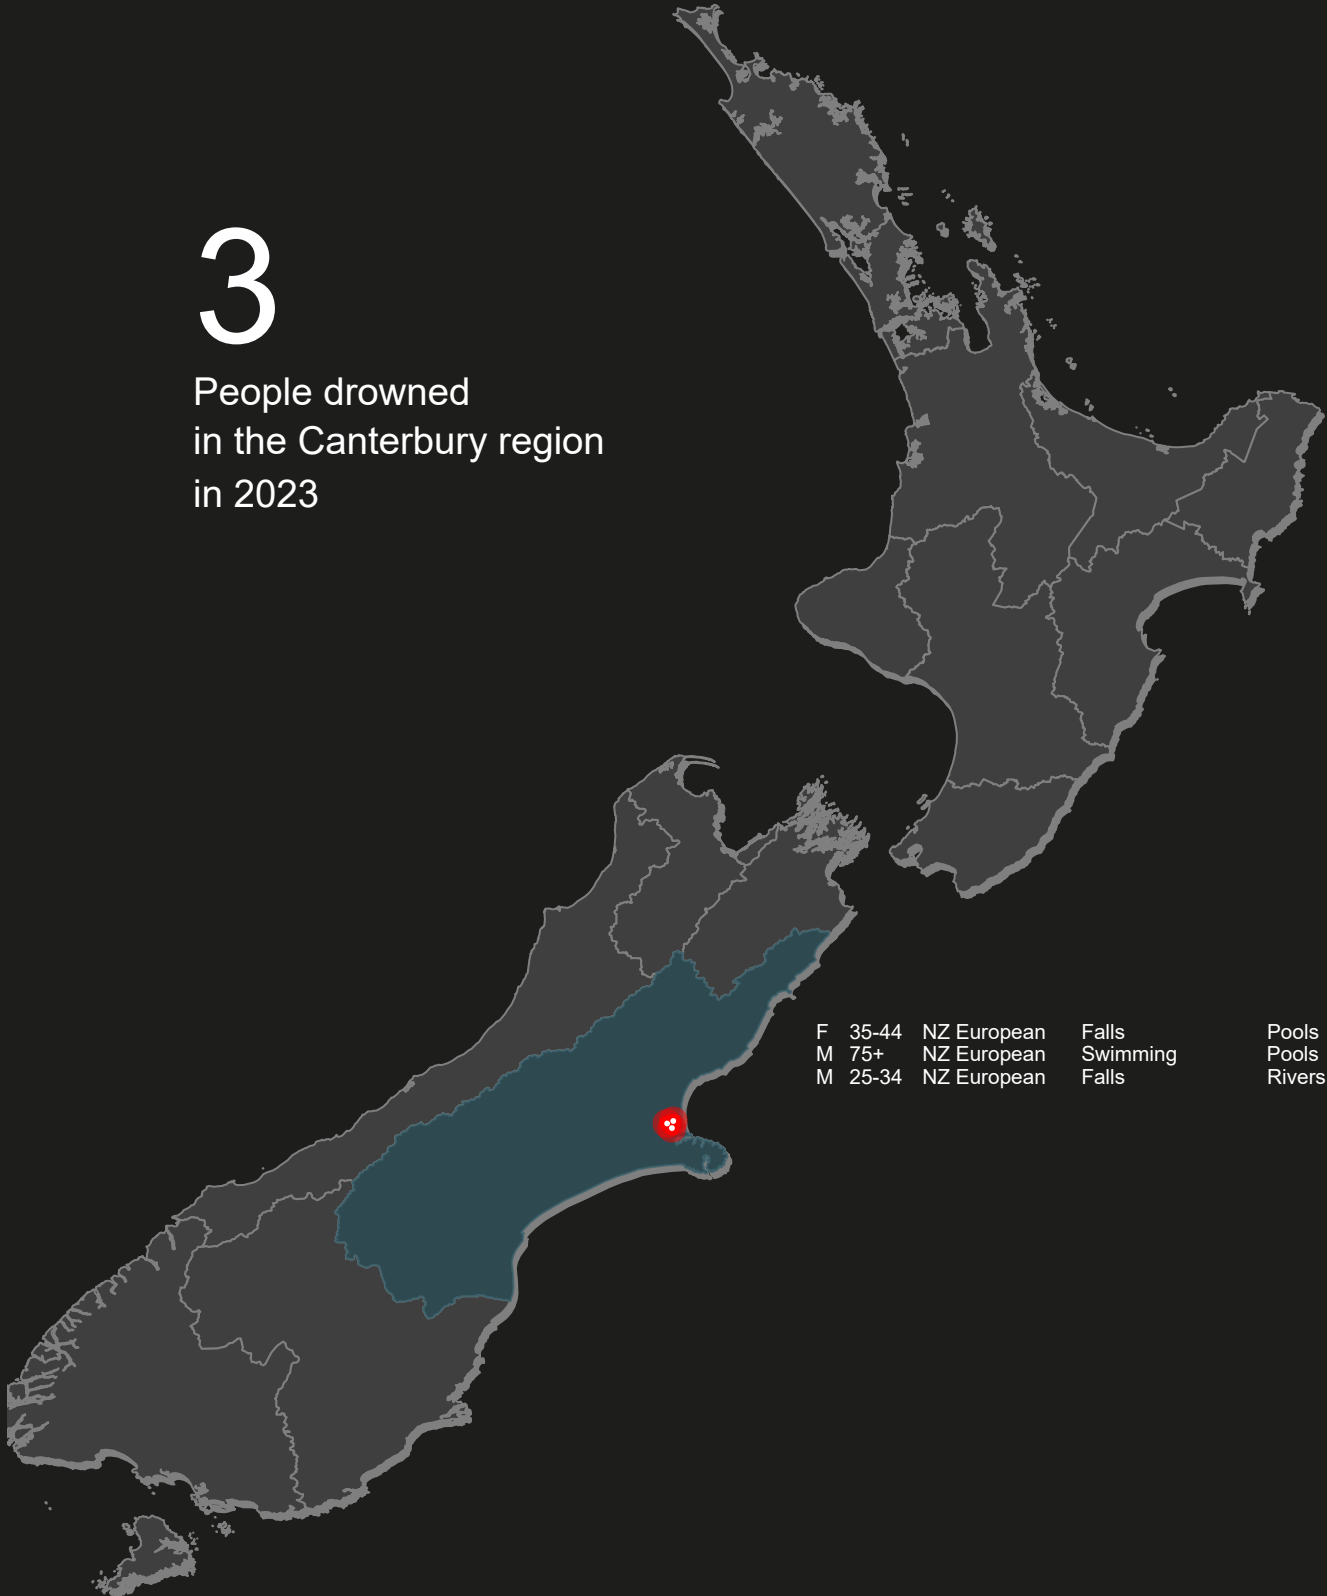 3
People drowned
in the Canterbury region
in 2023
F 35-44 NZ European Falls Pools
M 75+ NZ European Swimming Pools
M 25-34 NZ European Falls Rivers